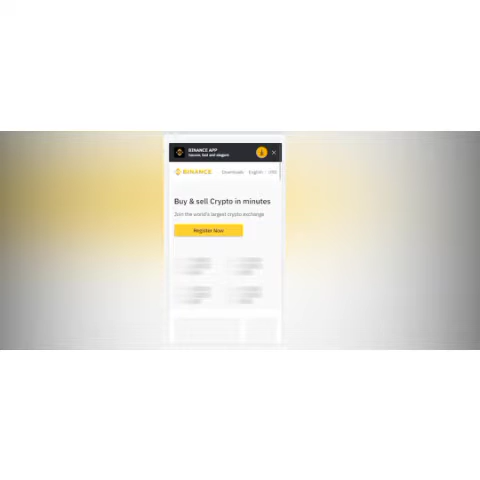 BINANCE APP
Secure, fast and elegant
BINANCE
Downloads English USD
Buy & sell Crypto in minutes
Join the world's largest crypto exchange
Register Now